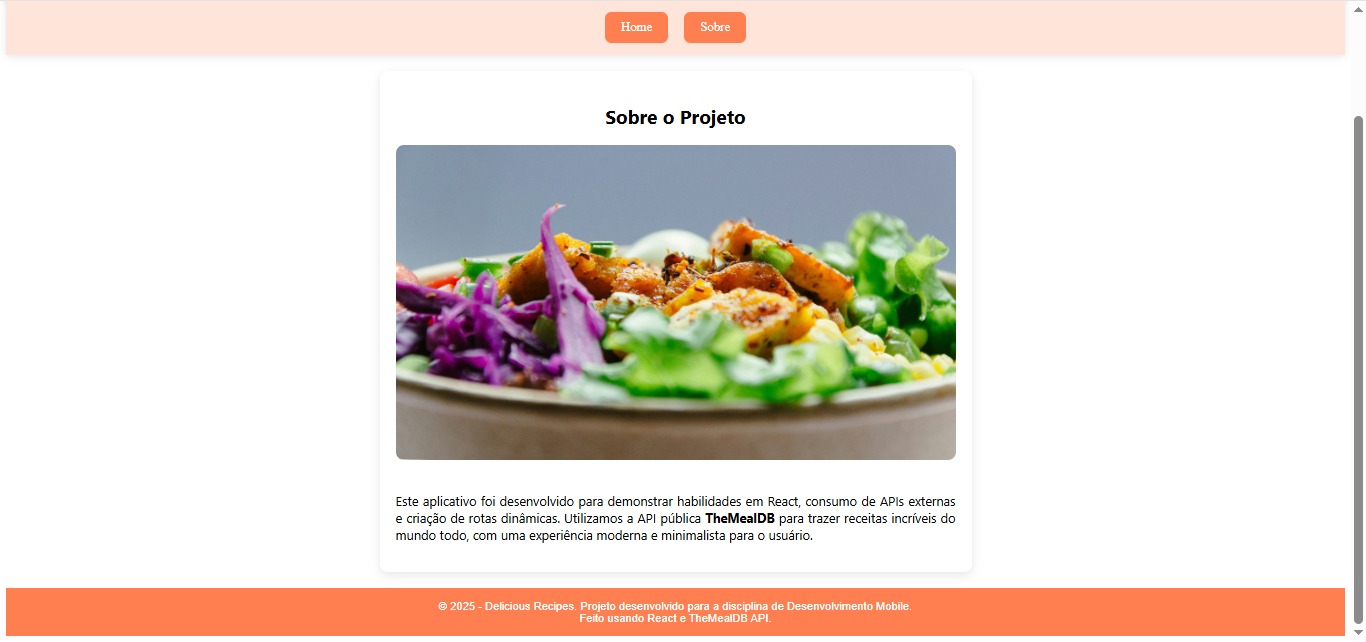 Home
Sobre
Sobre o Projeto
Este aplicativo foi desenvolvido para demonstrar habilidades em React, consumo de APIs externas
e criação de rotas dinâmicas. Utilizamos a API pública TheMealDB para trazer receitas incríveis do
mundo todo, com uma experiência moderna e minimalista para o usuário.
© 2025 - Delicious Recipes. Projeto desenvolvido para a disciplina de Desenvolvimento Mobile.
Feito usando React e TheMealDB API.